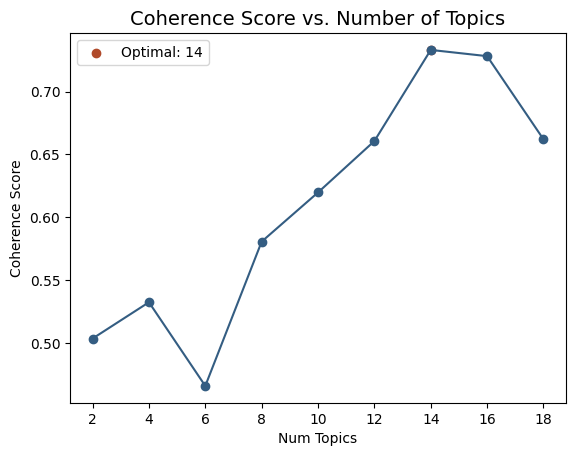 Coherence Score vs. Number of Topics
Optimal: 14
0.70
0.65
0.60
0.55
0.50
Coherence Score
2 4 6 8 10 12 14 16 18
Num Topics